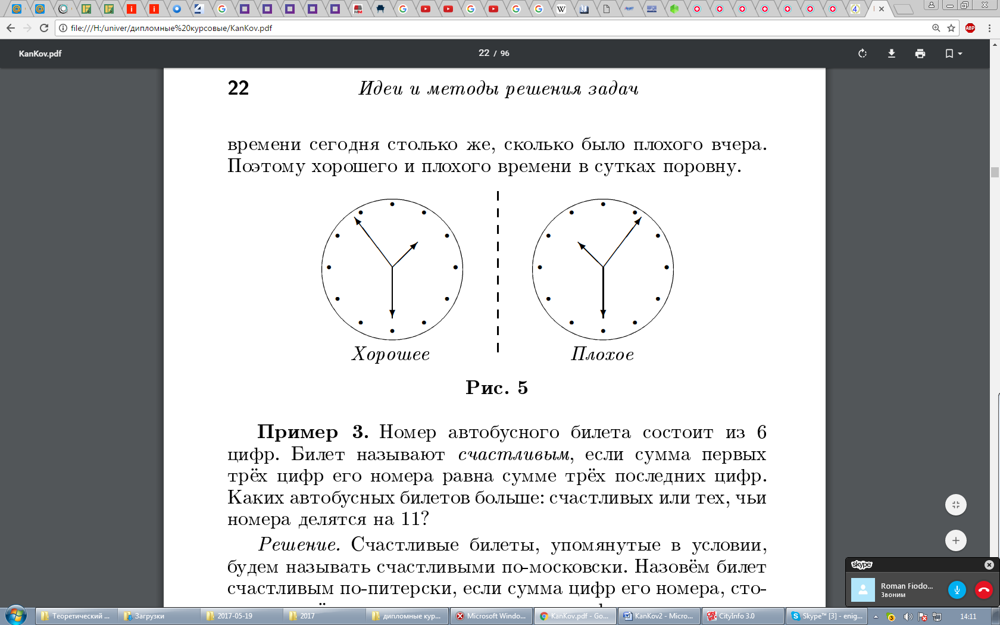 file:///H:/univer/дипломные%20курсовые/KanKov.pdf
ABP
KanKov.pdf
22 / 96
22
Идеи и методы решения задач
времени сегодня столько же, сколько было плохого вчера.
Поэтому хорошего и плохого времени в сутках поровну.
Хорошее
Плохое
Рис. 5
Пример 3. Номер автобусного билета состоит из 6
цифр. Билет называют счастливым, если сумма первых
трёх цифр его номера равна сумме трёх последних цифр.
Каких автобусных билетов больше: счастливых или тех, чьи
номера делятся на 11?
Решение. Счастливые билеты, упомянутые в условии,
будем называть счастливыми по-московски. Назовём билет
счастливым по-питерски, если сумма цифр его номера, сто-
skype
Roman Fiodo...
Звоним
Теоретический ...
Загрузки
2017-05-19
2017
дипломные кур...
Microsoft Windo...
KanKov.pdf - Go...
KanKov2 - Micro...
CityInfo 3.0
Skype™ [3] - enig...
14:11